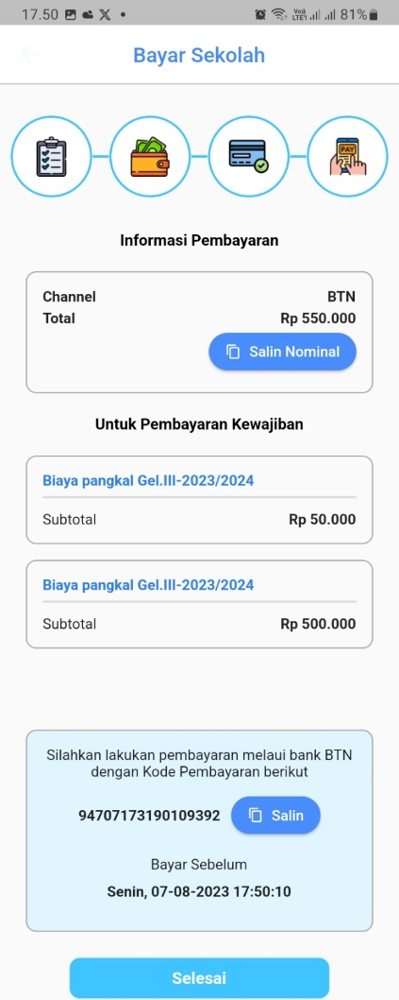 17.50 X • Vo)) LTE1 81%
Bayar Sekolah
PAY
Informasi Pembayaran
Channel BTN
Total Rp 550.000
Salin Nominal
Untuk Pembayaran Kewajiban
Biaya pangkal Gel.III-2023/2024
Subtotal Rp 50.000
Biaya pangkal Gel.III-2023/2024
Subtotal Rp 500.000
Silahkan lakukan pembayaran melaui bank BTN
dengan Kode Pembayaran berikut
94707173190109392 Salin
Bayar Sebelum
Senin, 07-08-2023 17:50:10
Selesai